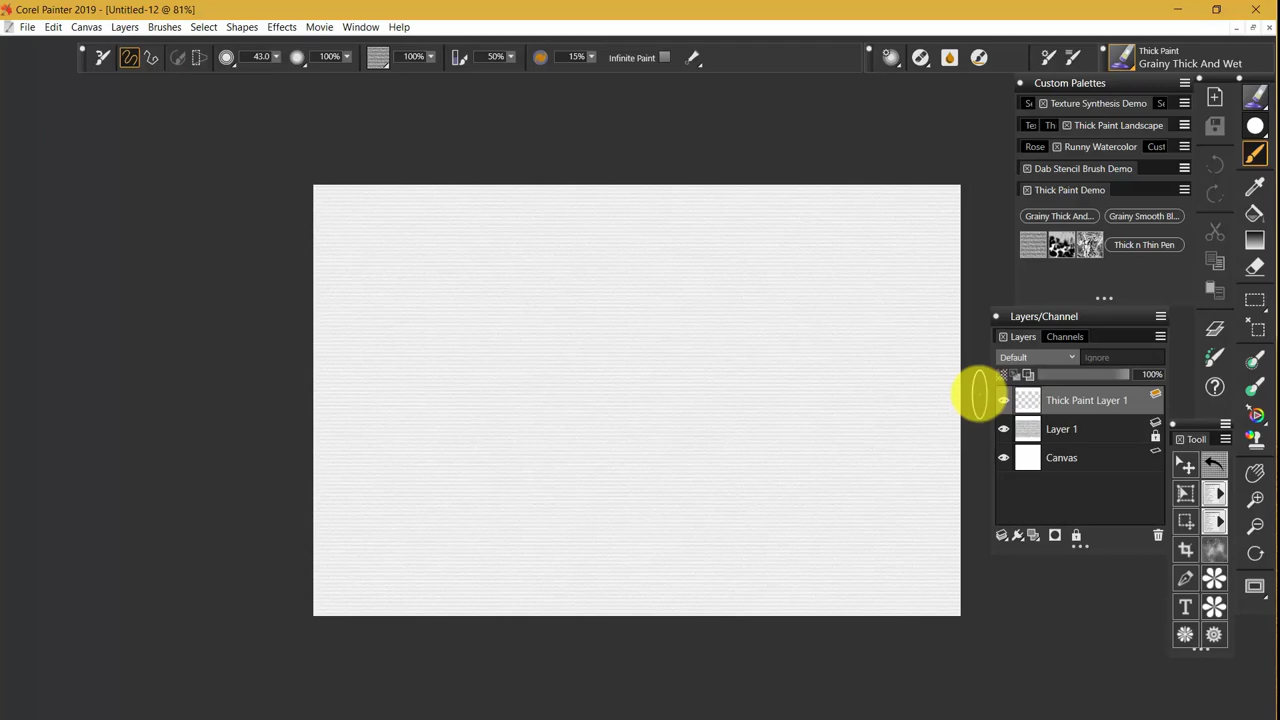 Corel Painter 2019 - [Untitled-12 @ 81%]
File Edit Canvas Layers Brushes Select Shapes Effects Movie Window Help
43.0 100% 100% 50% 15% Infinite Paint
Thick Paint
Grainy Thick And Wet
Custom Palettes
Texture Synthesis Demo
Te Th Thick Paint Landscape
Rose Runny Watercolor Cust
Dab Stencil Brush Demo
Thick Paint Demo
Grainy Thick And... Grainy Smooth Bl...
Thick n Thin Pen
Layers/Channel
Layers Channels
Default Ignore
100%
Thick Paint Layer 1
Layer 1
Canvas
Tooll
T